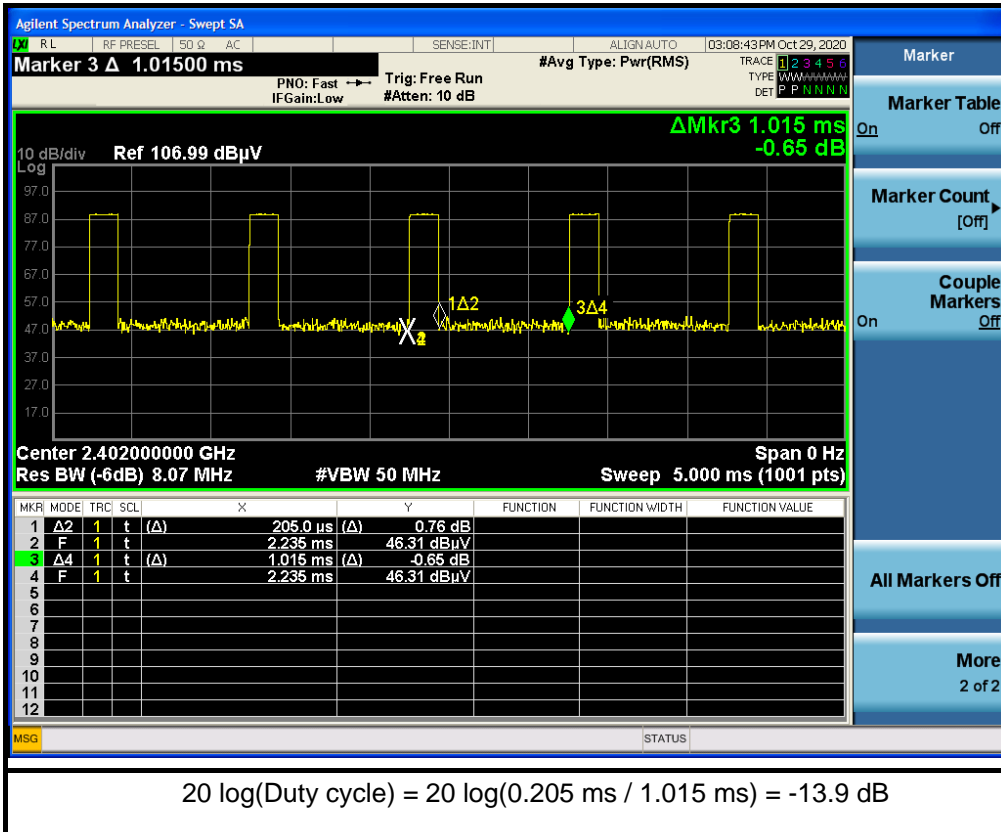 Agilent Spectrum Analyzer - Swept SA
LXI RL RF PRESEL 50 Ω AC SENSE:INT ALIGN AUTO 03:08:43 PM Oct 29, 2020
Marker 3 Δ 1.01500 ms
PNO: Fast
IFGain:Low
Trig: Free Run
#Atten: 10 dB
#Avg Type: Pwr(RMS)
TRACE 1 2 3 4 5 6
TYPE
DET P P N N N N
ΔMkr3 1.015 ms
-0.65 dB
10 dB/div Ref 106.99 dBµV
Log
97.0
87.0
77.0
67.0
57.0
47.0
37.0
27.0
17.0
1Δ2
3Δ4
Center 2.402000000 GHz Span 0 Hz
Res BW (-6dB) 8.07 MHz #VBW 50 MHz Sweep 5.000 ms (1001 pts)
MKR MODE TRC SCL X Y FUNCTION FUNCTION WIDTH FUNCTION VALUE
1 Δ2 1 t (Δ) 205.0 µs (Δ) 0.76 dB
2 F 1 t 2.235 ms 46.31 dBµV
3 Δ4 1 t (Δ) 1.015 ms (Δ) -0.65 dB
4 F 1 t 2.235 ms 46.31 dBµV
5
6
7
8
9
10
11
12
MSG STATUS
Marker
Marker Table
On Off
Marker Count
[Off]
Couple
Markers
On Off
All Markers Off
More
2 of 2
20 log(Duty cycle) = 20 log(0.205 ms / 1.015 ms) = -13.9 dB